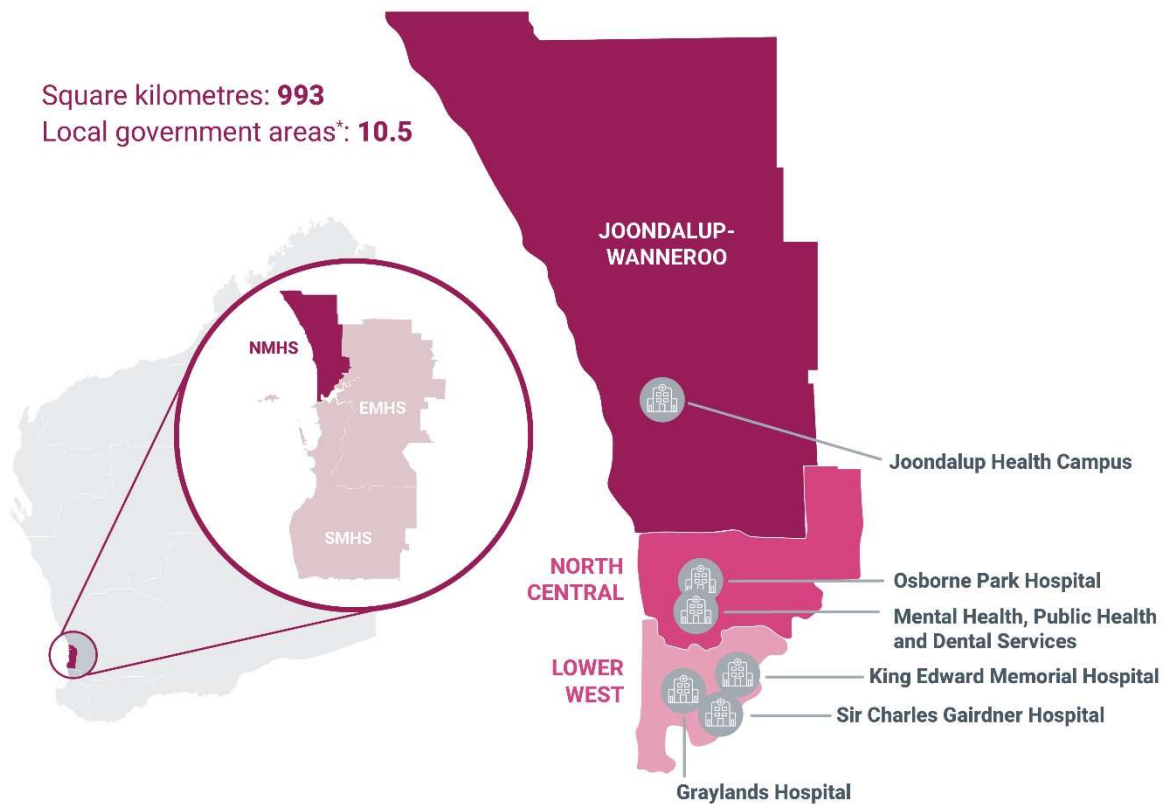 Square kilometres: 993
Local government areas*: 10.5
JOONDALUP-
WANNEROO
NMHS
EMHS
SMHS
Joondalup Health Campus
NORTH
CENTRAL
Osborne Park Hospital
Mental Health, Public Health
and Dental Services
LOWER
WEST
King Edward Memorial Hospital
Sir Charles Gairdner Hospital
Graylands Hospital